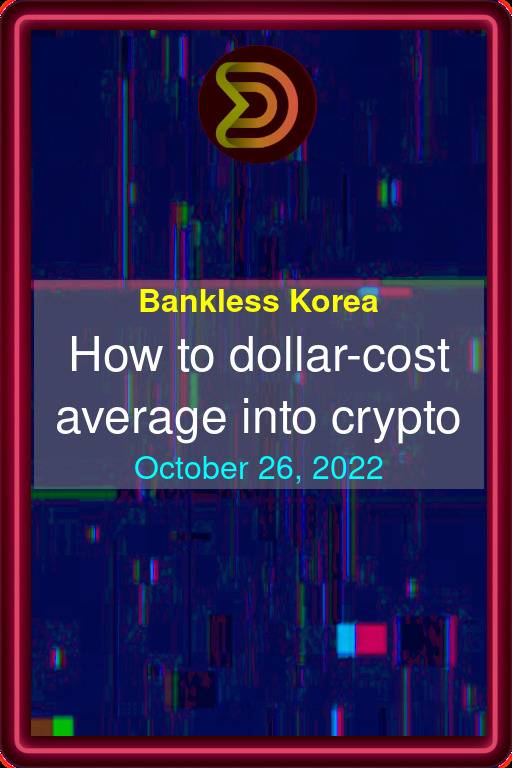 Bankless Korea
How to dollar-cost
average into crypto
October 26, 2022